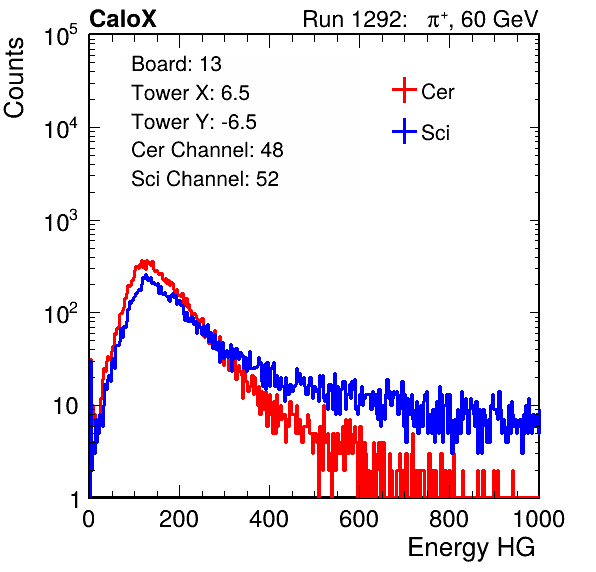 CaloX Run 1292: π⁺, 60 GeV
Counts
Board: 13
Tower X: 6.5
Tower Y: -6.5
Cer Channel: 48
Sci Channel: 52
Cer
Sci
10⁵
10⁴
10³
10²
10
1
0 200 400 600 800 1000
Energy HG